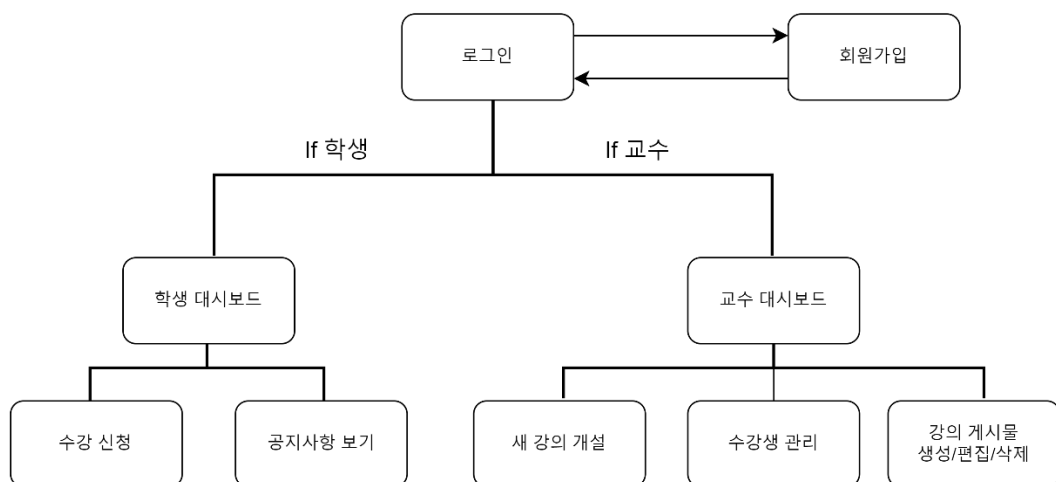 로그인
회원가입
If 학생
If 교수
학생 대시보드
교수 대시보드
수강 신청
공지사항 보기
새 강의 개설
수강생 관리
강의 게시물
생성/편집/삭제